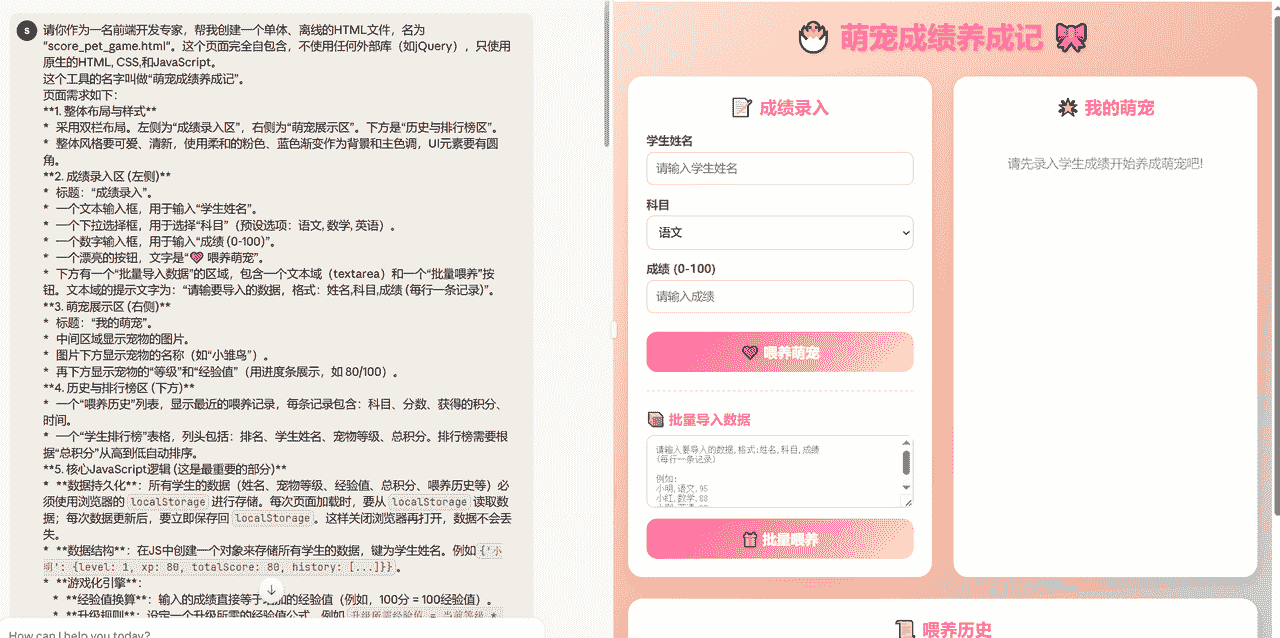 S
请你作为一名前端开发专家，帮我创建一个单体、离线的HTML文件，名为
"score_pet_game.html"。这个页面完全自包含，不使用任何外部库（如jQuery），只使用
原生的HTML, CSS,和JavaScript。
这个工具的名字叫做“萌宠成绩养成记”。
页面需求如下：
**1. 整体布局与样式**
* 采用双栏布局。左侧为“成绩录入区”，右侧为“萌宠展示区”。下方是“历史与排行榜区”。
* 整体风格要可爱、清新，使用柔和的粉色、蓝色渐变作为背景和主色调，UI元素要有圆
角。
**2. 成绩录入区 (左侧)**
* 标题：“成绩录入”。
* 一个文本输入框，用于输入“学生姓名”。
* 一个下拉选择框，用于选择“科目”（预设选项：语文, 数学, 英语）。
* 一个数字输入框，用于输入“成绩 (0-100)”。
* 一个漂亮的按钮，文字是“💖 喂养萌宠”。
* 下方有一个“批量导入数据”的区域，包含一个文本域（textarea）和一个“批量喂养”按
钮。文本域的提示文字为：“请输要导入的数据，格式：姓名,科目,成绩 (每行一条记录)”。
**3. 萌宠展示区 (右侧)**
* 标题：“我的萌宠”。
* 中间区域显示宠物的图片。
* 图片下方显示宠物的名称（如“小雏鸟”）。
* 再下方显示宠物的“等级”和“经验值”（用进度条展示，如 80/100）。
**4. 历史与排行榜区 (下方)**
* 一个“喂养历史”列表，显示最近的喂养记录，每条记录包含：科目、分数、获得的积分、
时间。
* 一个“学生排行榜”表格，列头包括：排名、学生姓名、宠物等级、总积分。排行榜需要根
据“总积分”从高到低自动排序。
**5. 核心JavaScript逻辑 (这是最重要的部分)**
* **数据持久化**：所有学生的数据（姓名、宠物等级、经验值、总积分、喂养历史等）必
须使用浏览器的 localStorage 进行存储。每次页面加载时，要从 localStorage 读取数
据；每次数据更新后，要立即保存回 localStorage。这样关闭浏览器再打开，数据不会丢
失。
* **数据结构**：在JS中创建一个对象来存储所有学生的数据，键为学生姓名。例如 {'小
明': {level: 1, xp: 80, totalScore: 80, history: [...]}}。
* **游戏化引擎**：
* **经验值换算**：输入的成绩直接等于增加的经验值（例如，100分 = 100经验值）。
* **升级规则**：设定一个升级所需的经验值公式，例如 升级所需经验值 = 当前等级 *
How can I help you today?
🐣 萌宠成绩养成记 🎀
📝 成绩录入
学生姓名
请输入学生姓名
科目
语文
成绩 (0-100)
请输入成绩
💖 喂养萌宠
批量导入数据
请输入要导入的数据,格式:姓名,科目,成绩
(每行一条记录)
例如:
小明,语文,95
小红,数学,88
🎁 批量喂养
🌟 我的萌宠
请先录入学生成绩开始养成萌宠吧!
📜 喂养历史